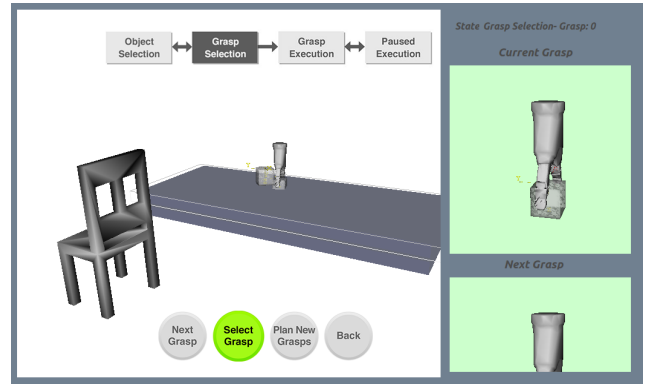 State Grasp Selection- Grasp: 0
Object
Selection
Grasp
Selection
Grasp
Execution
Paused
Execution
Current Grasp
Next Grasp
Next
Grasp
Select
Grasp
Plan New
Grasps
Back